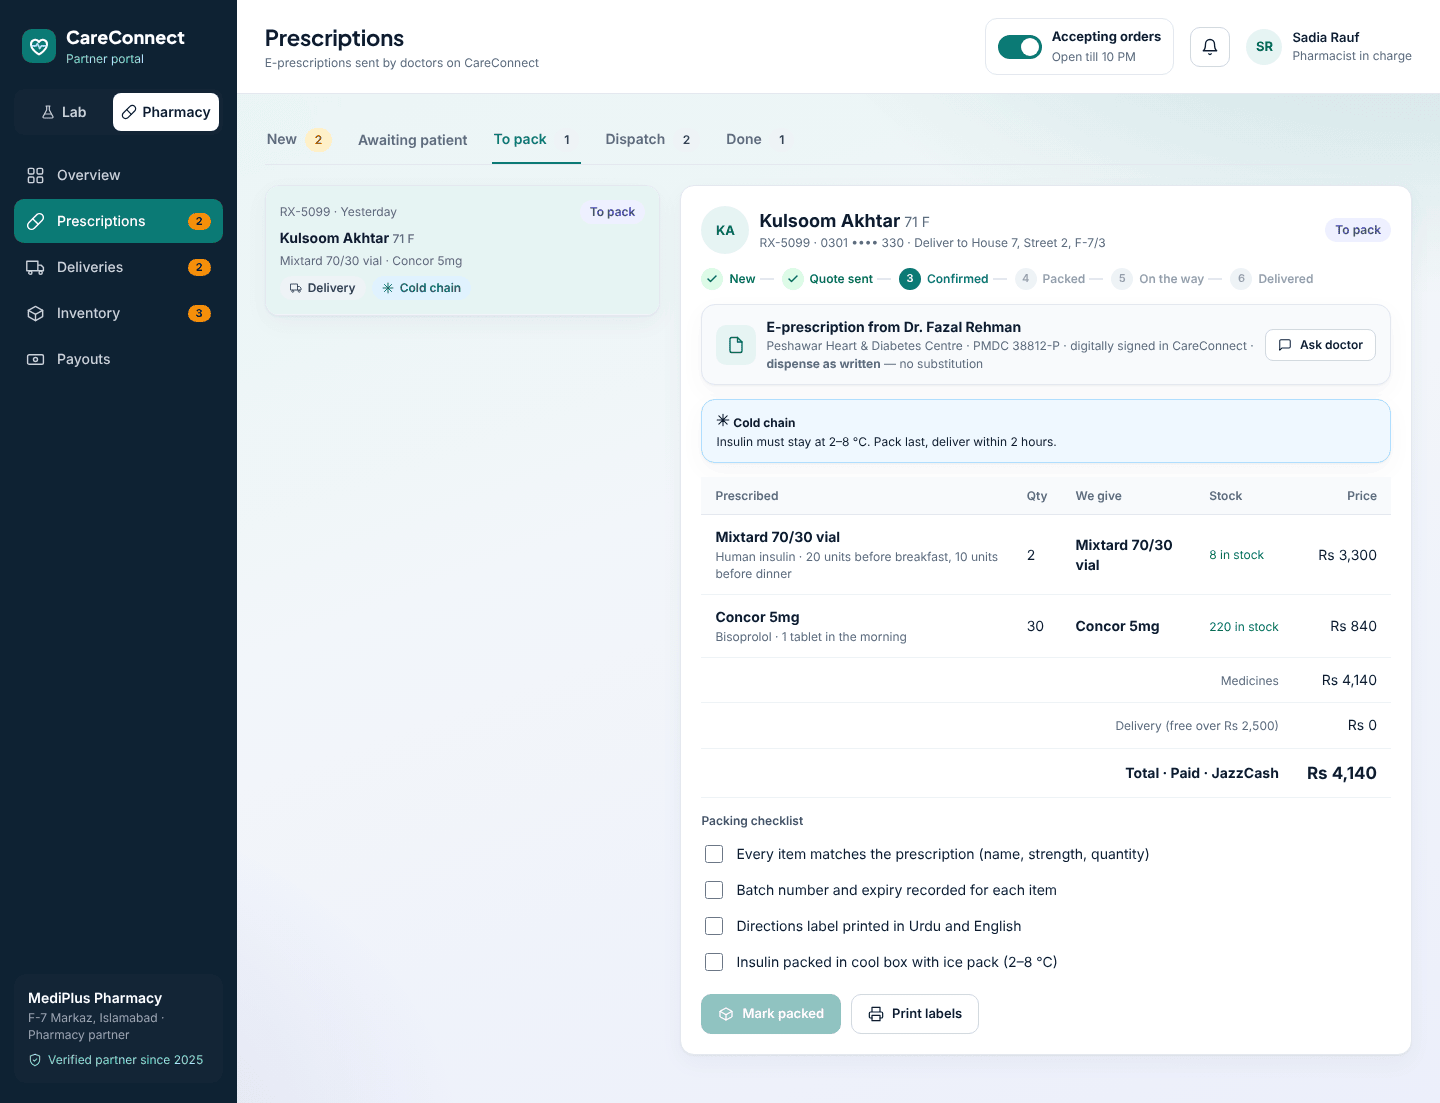 CareConnect
Partner portal
Lab
Pharmacy
Overview
Prescriptions 2
Deliveries 2
Inventory 3
Payouts
MediPlus Pharmacy
F-7 Markaz, Islamabad ·
Pharmacy partner
Verified partner since 2025
Prescriptions
E-prescriptions sent by doctors on CareConnect
Accepting orders
Open till 10 PM
SR
Sadia Rauf
Pharmacist in charge
New 2
Awaiting patient
To pack 1
Dispatch 2
Done 1
RX-5099 · Yesterday
To pack
Kulsoom Akhtar 71 F
Mixtard 70/30 vial · Concor 5mg
Delivery
Cold chain
KA
Kulsoom Akhtar 71 F
RX-5099 · 0301 •••• 330 · Deliver to House 7, Street 2, F-7/3
To pack
New
Quote sent
3 Confirmed
4 Packed
5 On the way
6 Delivered
E-prescription from Dr. Fazal Rehman
Peshawar Heart & Diabetes Centre · PMDC 38812-P · digitally signed in CareConnect ·
dispense as written — no substitution
Ask doctor
Cold chain
Insulin must stay at 2–8 °C. Pack last, deliver within 2 hours.
Prescribed Qty We give Stock Price
Mixtard 70/30 vial
Human insulin · 20 units before breakfast, 10 units
before dinner
2
Mixtard 70/30
vial
8 in stock
Rs 3,300
Concor 5mg
Bisoprolol · 1 tablet in the morning
30
Concor 5mg
220 in stock
Rs 840
Medicines Rs 4,140
Delivery (free over Rs 2,500) Rs 0
Total · Paid · JazzCash Rs 4,140
Packing checklist
Every item matches the prescription (name, strength, quantity)
Batch number and expiry recorded for each item
Directions label printed in Urdu and English
Insulin packed in cool box with ice pack (2–8 °C)
Mark packed
Print labels